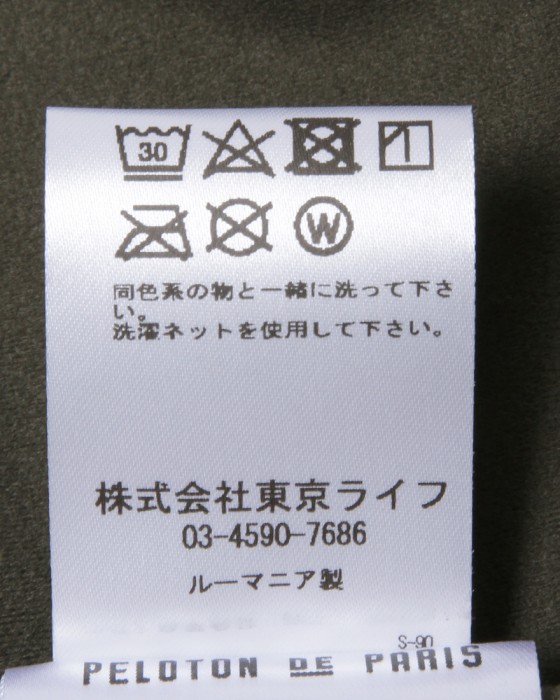 30
W
同色系の物と一緒に洗って下さ
い。
洗濯ネットを使用して下さい。
株式会社東京ライフ
03-4590-7686
ルーマニア製
S-90
PELOTON DE PARIS